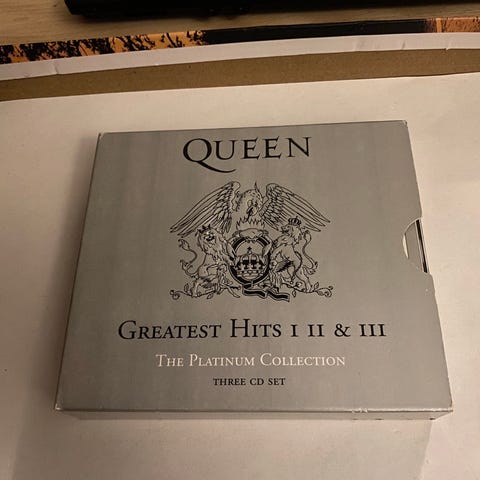 QUEEN
GREATEST HITS I II & III
THE PLATINUM COLLECTION
THREE CD SET